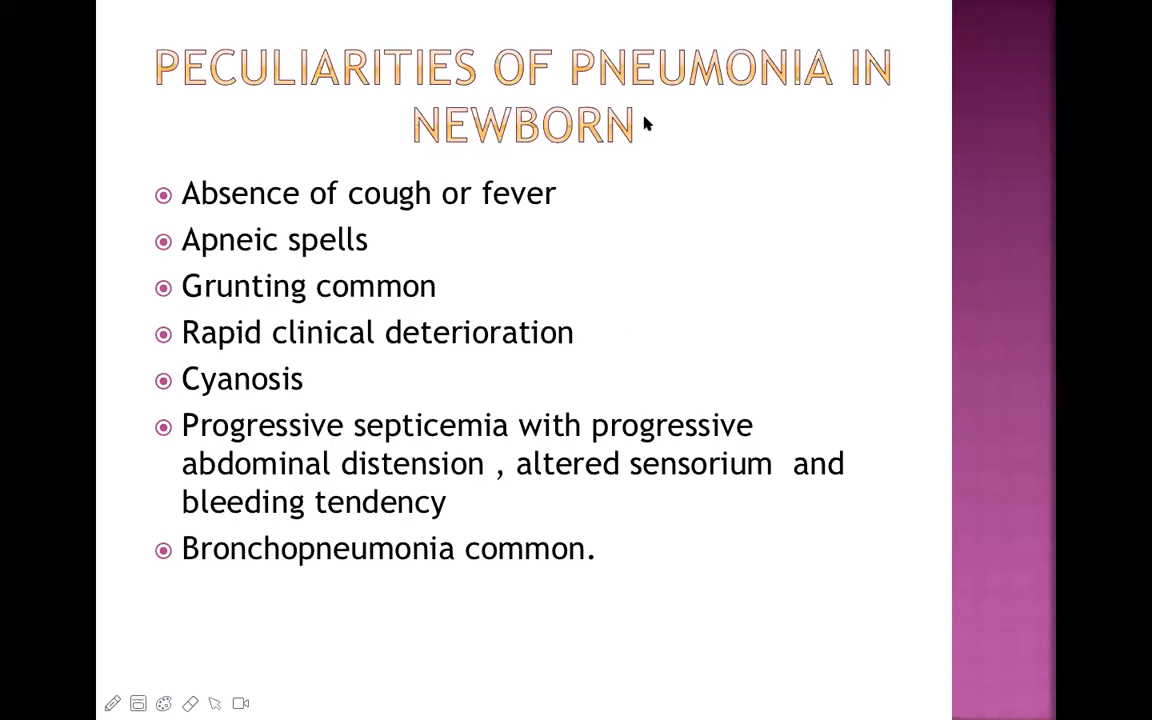 PECULIARITIES OF PNEUMONIA IN
NEWBORN
Absence of cough or fever
Apneic spells
Grunting common
Rapid clinical deterioration
Cyanosis
Progressive septicemia with progressive
abdominal distension , altered sensorium and
bleeding tendency
Bronchopneumonia common.